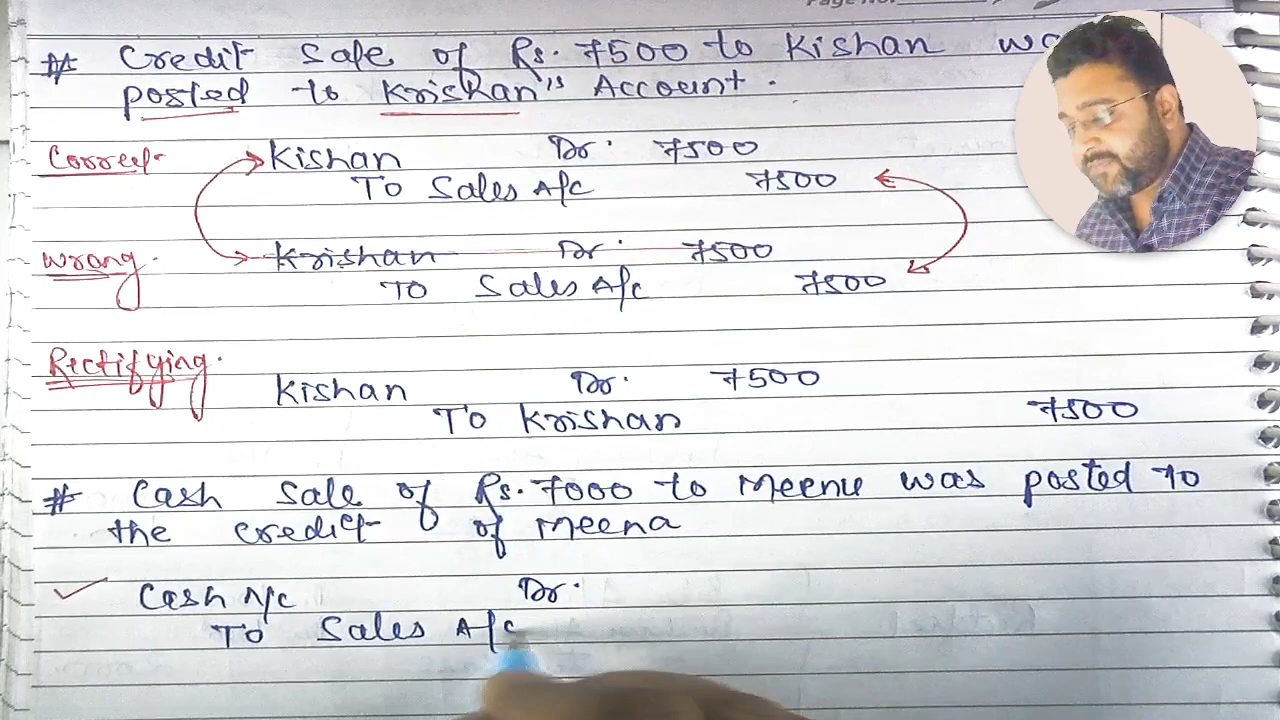 # Credit Sale of Rs. 7500 to Kishan
posted to Krishan's Account.
Correct Kishan Dr. 7500
To Sales A/c 7500
Wrong. Krishan Dr. 7500
To Sales A/c 7500
Rectifying.
Kishan Dr. 7500
To Krishan 7500
# Cash Sale of Rs. 7000 to Meenu was posted to
the credit of Meena
Cash A/c Dr.
To Sales A/c